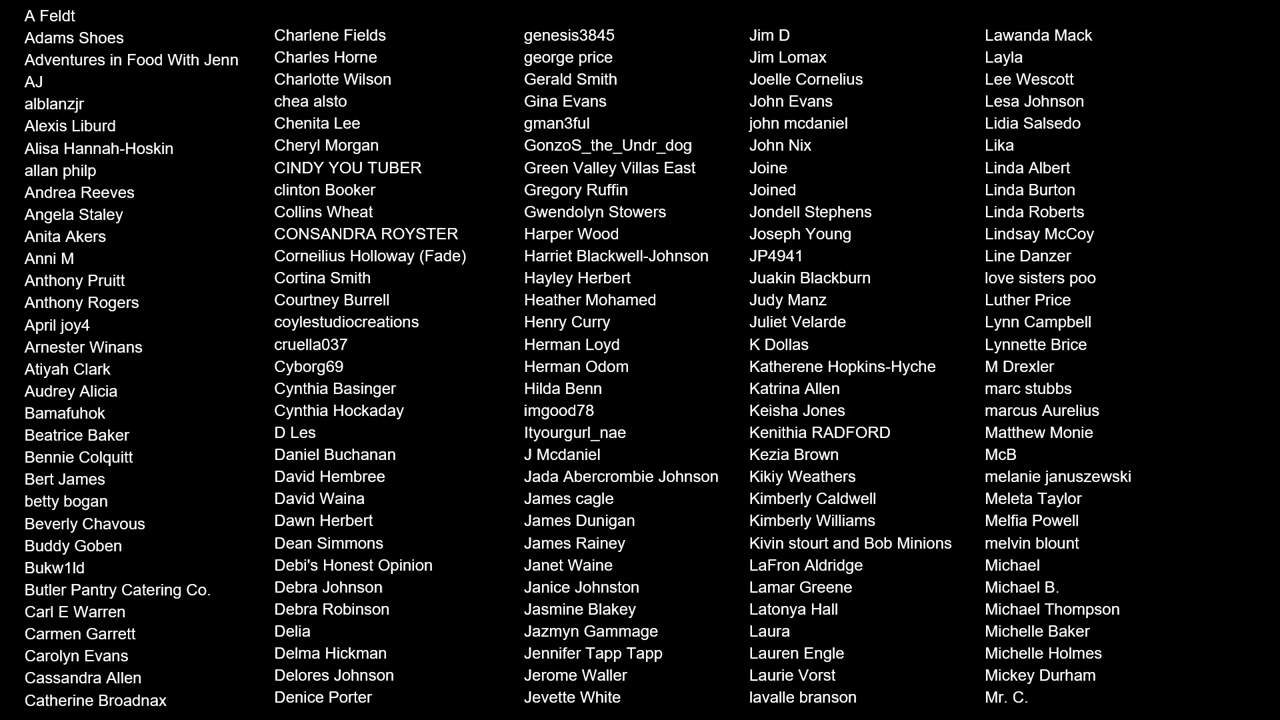 A Feldt
Adams Shoes
Adventures in Food With Jenn
AJ
alblanzjr
Alexis Liburd
Alisa Hannah-Hoskin
allan philp
Andrea Reeves
Angela Staley
Anita Akers
Anni M
Anthony Pruitt
Anthony Rogers
April joy4
Arnester Winans
Atiyah Clark
Audrey Alicia
Bamafuhok
Beatrice Baker
Bennie Colquitt
Bert James
betty bogan
Beverly Chavous
Buddy Goben
Bukw1ld
Butler Pantry Catering Co.
Carl E Warren
Carmen Garrett
Carolyn Evans
Cassandra Allen
Catherine Broadnax
Charlene Fields
Charles Horne
Charlotte Wilson
chea alsto
Chenita Lee
Cheryl Morgan
CINDY YOU TUBER
clinton Booker
Collins Wheat
CONSANDRA ROYSTER
Corneilius Holloway (Fade)
Cortina Smith
Courtney Burrell
coylestudiocreations
cruella037
Cyborg69
Cynthia Basinger
Cynthia Hockaday
D Les
Daniel Buchanan
David Hembree
David Waina
Dawn Herbert
Dean Simmons
Debi's Honest Opinion
Debra Johnson
Debra Robinson
Delia
Delma Hickman
Delores Johnson
Denice Porter
genesis3845
george price
Gerald Smith
Gina Evans
gman3ful
GonzoS_the_Undr_dog
Green Valley Villas East
Gregory Ruffin
Gwendolyn Stowers
Harper Wood
Harriet Blackwell-Johnson
Hayley Herbert
Heather Mohamed
Henry Curry
Herman Loyd
Herman Odom
Hilda Benn
imgood78
Ityourgurl_nae
J Mcdaniel
Jada Abercrombie Johnson
James cagle
James Dunigan
James Rainey
Janet Waine
Janice Johnston
Jasmine Blakey
Jazmyn Gammage
Jennifer Tapp Tapp
Jerome Waller
Jevette White
Jim D
Jim Lomax
Joelle Cornelius
John Evans
john mcdaniel
John Nix
Joine
Joined
Jondell Stephens
Joseph Young
JP4941
Juakin Blackburn
Judy Manz
Juliet Velarde
K Dollas
Katherene Hopkins-Hyche
Katrina Allen
Keisha Jones
Kenithia RADFORD
Kezia Brown
Kikiy Weathers
Kimberly Caldwell
Kimberly Williams
Kivin stourt and Bob Minions
LaFron Aldridge
Lamar Greene
Latonya Hall
Laura
Lauren Engle
Laurie Vorst
lavalle branson
Lawanda Mack
Layla
Lee Wescott
Lesa Johnson
Lidia Salsedo
Lika
Linda Albert
Linda Burton
Linda Roberts
Lindsay McCoy
Line Danzer
love sisters poo
Luther Price
Lynn Campbell
Lynnette Brice
M Drexler
marc stubbs
marcus Aurelius
Matthew Monie
McB
melanie januszewski
Meleta Taylor
Melfia Powell
melvin blount
Michael
Michael B.
Michael Thompson
Michelle Baker
Michelle Holmes
Mickey Durham
Mr. C.